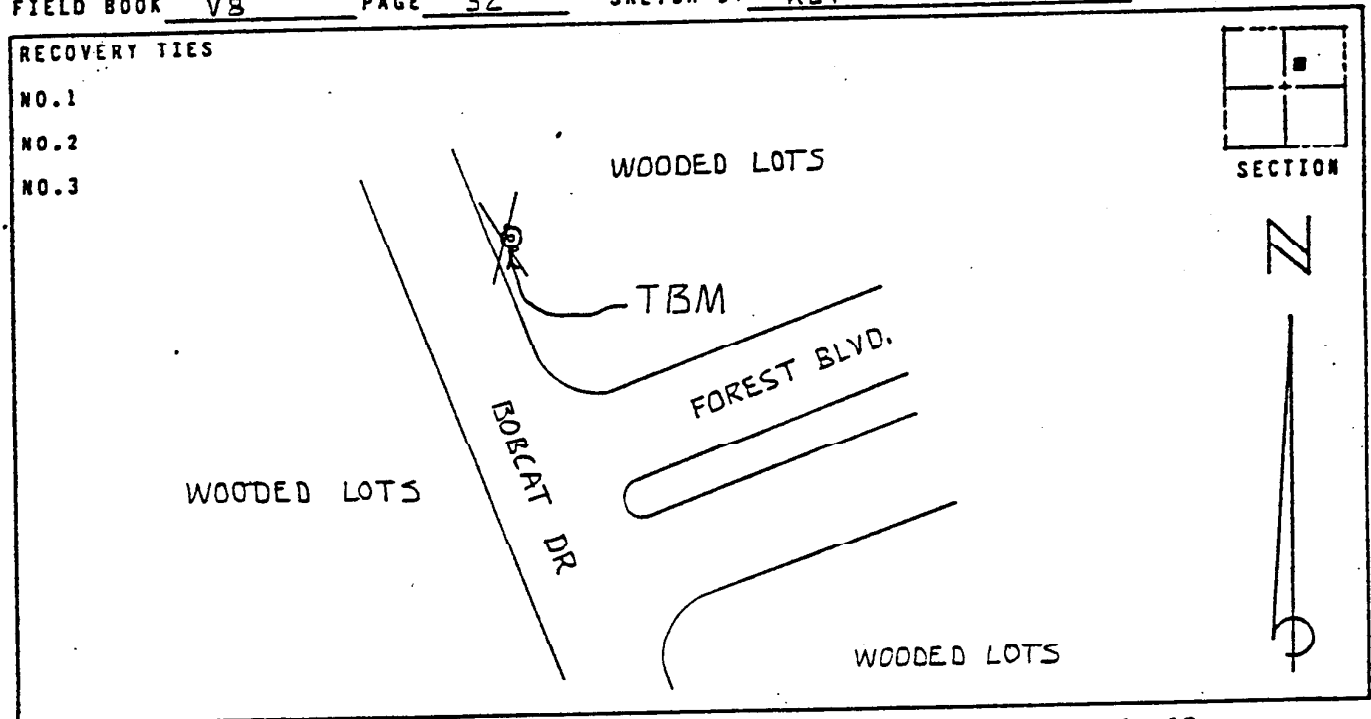 FIELD BOOK V8 PAGE 32
RECOVERY TIES
NO.1
NO.2
NO.3
WOODED LOTS
SECTION
N
TBM
FOREST BLVD.
BOBCAT DR
WOODED LOTS
WOODED LOTS